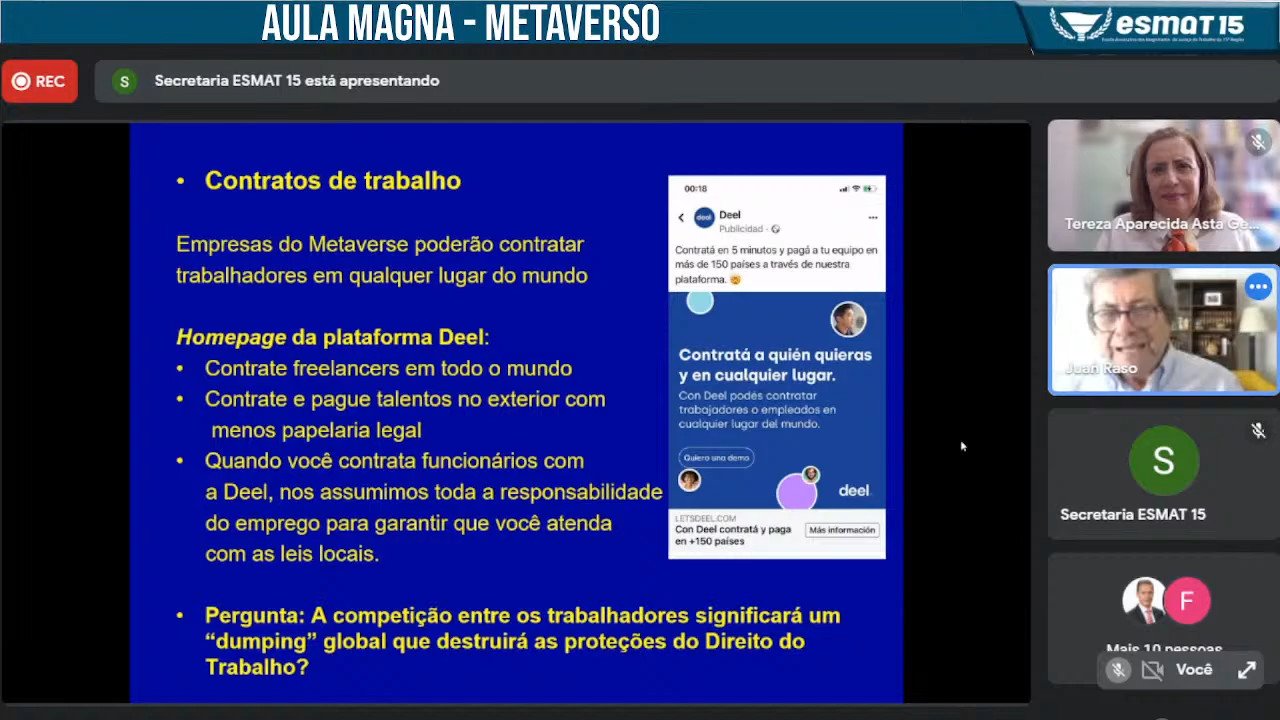 AULA MAGNA - METAVERSO
esmat 15
REC
S
Secretaria ESMAT 15 está apresentando
• Contratos de trabalho
Empresas do Metaverse poderão contratar
trabalhadores em qualquer lugar do mundo
Homepage da plataforma Deel:
• Contrate freelancers em todo o mundo
• Contrate e pague talentos no exterior com
menos papelaria legal
• Quando você contrata funcionários com
a Deel, nos assumimos toda a responsabilidade
do emprego para garantir que você atenda
com as leis locais.
• Pergunta: A competição entre os trabalhadores significará um
“dumping” global que destruirá as proteções do Direito do
Trabalho?
00:18
deel
Deel
Publicidad ·
Contratá en 5 minutos y pagá a tu equipo en
más de 150 países a través de nuestra
plataforma. 🤯
Contratá a quién quieras
y en cualquier lugar.
Con Deel podés contratar
trabajadores o empleados en
cualquier lugar del mundo.
Quiero una demo
deel.
LETSDEEL.COM
Con Deel contratá y paga
en +150 países
Más información
Tereza Aparecida Asta Ge...
Juan Raso
S
Secretaria ESMAT 15
F
Mais 10 pessoas
Você